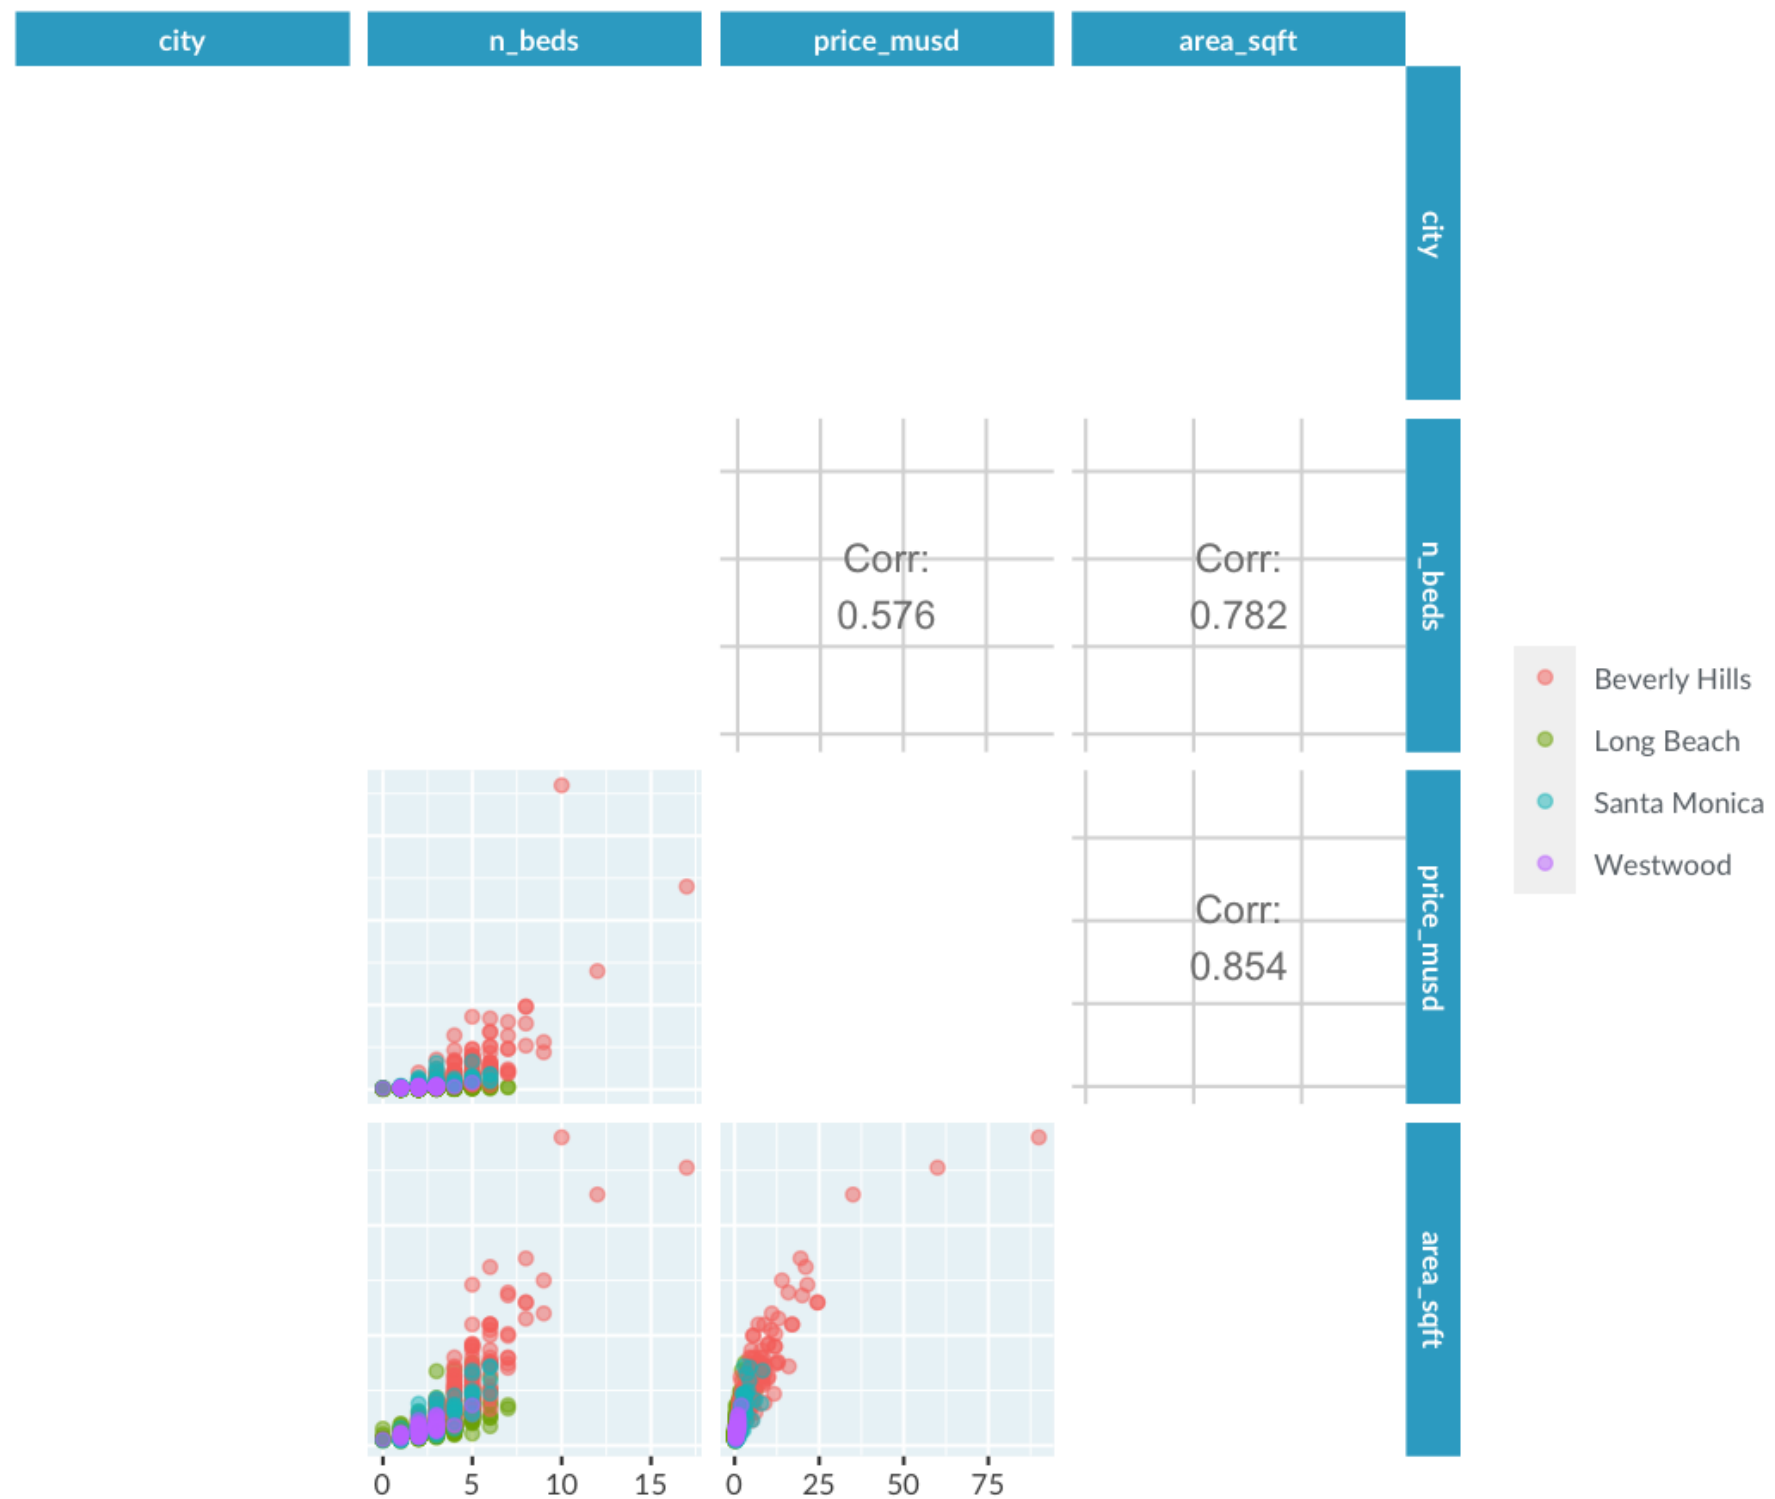 city n_beds price_musd area_sqft
city
Corr: Corr:
0.576 0.782
n_beds
Beverly Hills
Long Beach
Santa Monica
Westwood
Corr:
0.854
price_musd
area_sqft
0 5 10 15 0 25 50 75